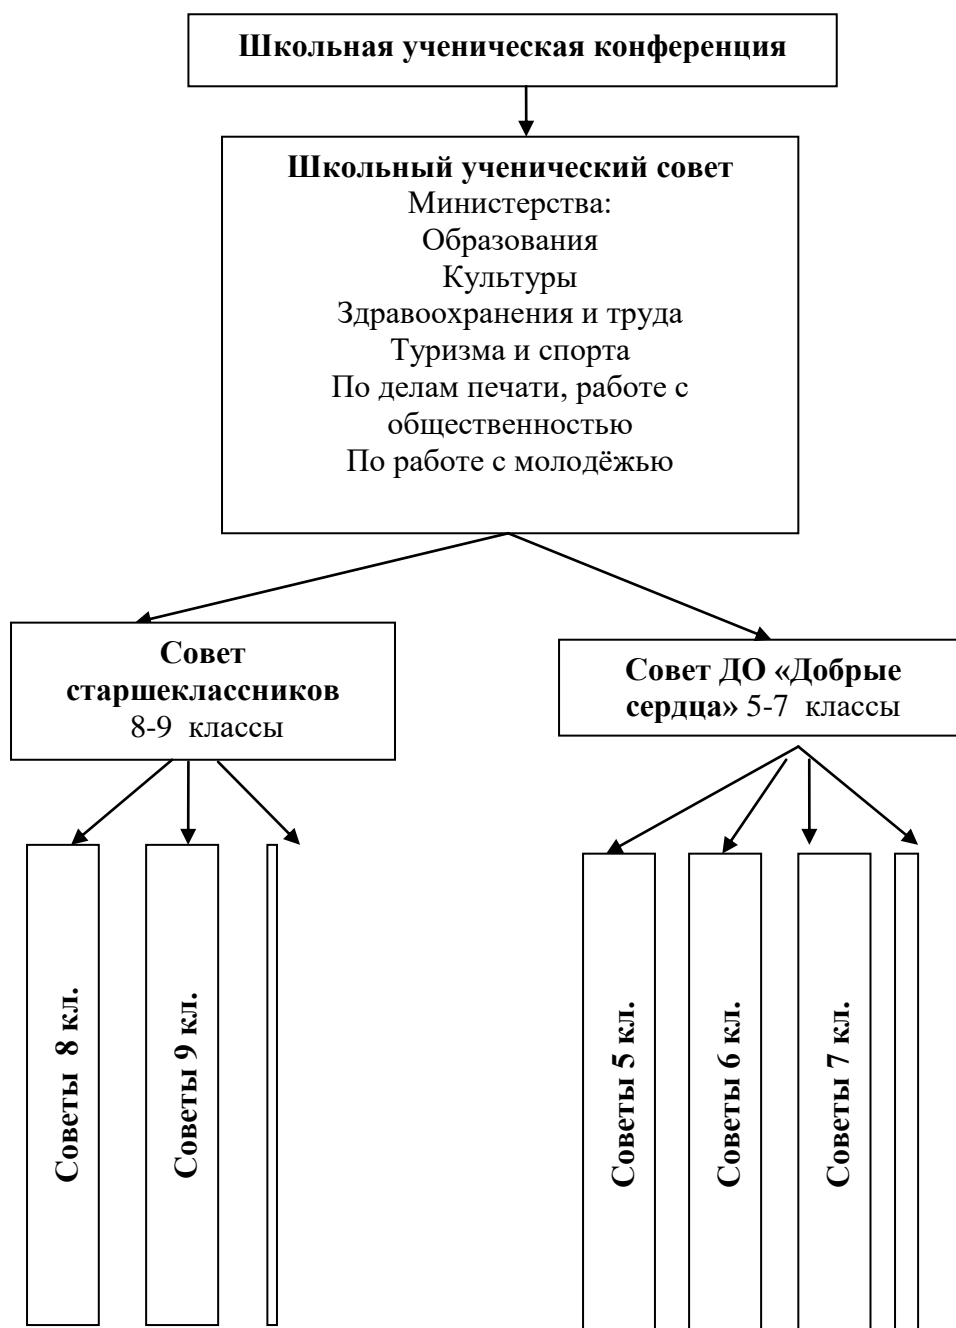 Школьная ученическая конференция
Школьный ученический совет
Министерства:
Образования
Культуры
Здравоохранения и труда
Туризма и спорта
По делам печати, работе с
общественностью
По работе с молодёжью
Совет
старшеклассников
8-9 классы
Совет ДО «Добрые
сердца» 5-7 классы
Советы 8 кл.
Советы 9 кл.
Советы 5 кл.
Советы 6 кл.
Советы 7 кл.